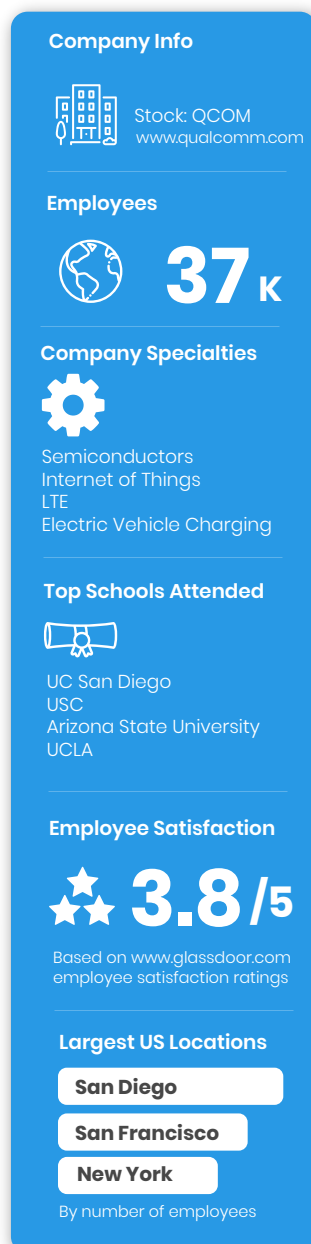 Company Info
Stock: QCOM
www.qualcomm.com
Employees
37 K
Company Specialties
Semiconductors
Internet of Things
LTE
Electric Vehicle Charging
Top Schools Attended
UC San Diego
USC
Arizona State University
UCLA
Employee Satisfaction
3.8 /5
Based on www.glassdoor.com
employee satisfaction ratings
Largest US Locations
San Diego
San Francisco
New York
By number of employees